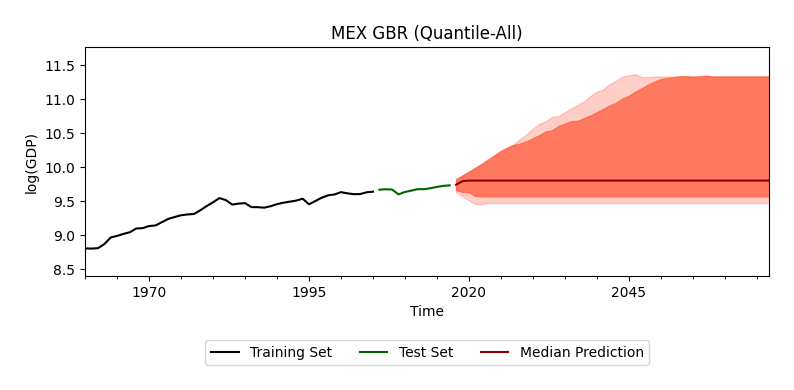 MEX GBR (Quantile-All)
log(GDP)
11.5
11.0
10.5
10.0
9.5
9.0
8.5
1970 1995 2020 2045
Time
Training Set Test Set Median Prediction